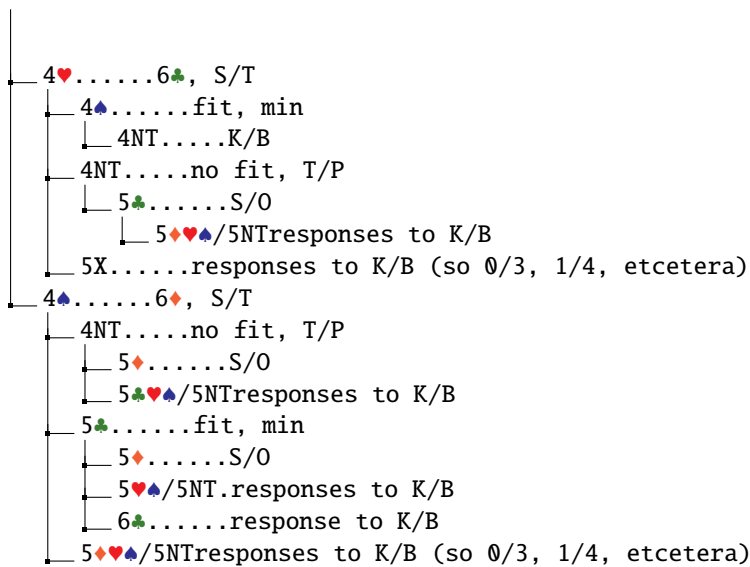 4♥......6♣, S/T
4♠......fit, min
4NT.....K/B
4NT.....no fit, T/P
5♣......S/O
5♦♥♠/5NTresponses to K/B
5X......responses to K/B (so 0/3, 1/4, etcetera)
4♠......6♦, S/T
4NT.....no fit, T/P
5♦......S/O
5♣♥♠/5NTresponses to K/B
5♣......fit, min
5♦......S/O
5♥♠/5NT.responses to K/B
6♣......response to K/B
5♦♥♠/5NTresponses to K/B (so 0/3, 1/4, etcetera)